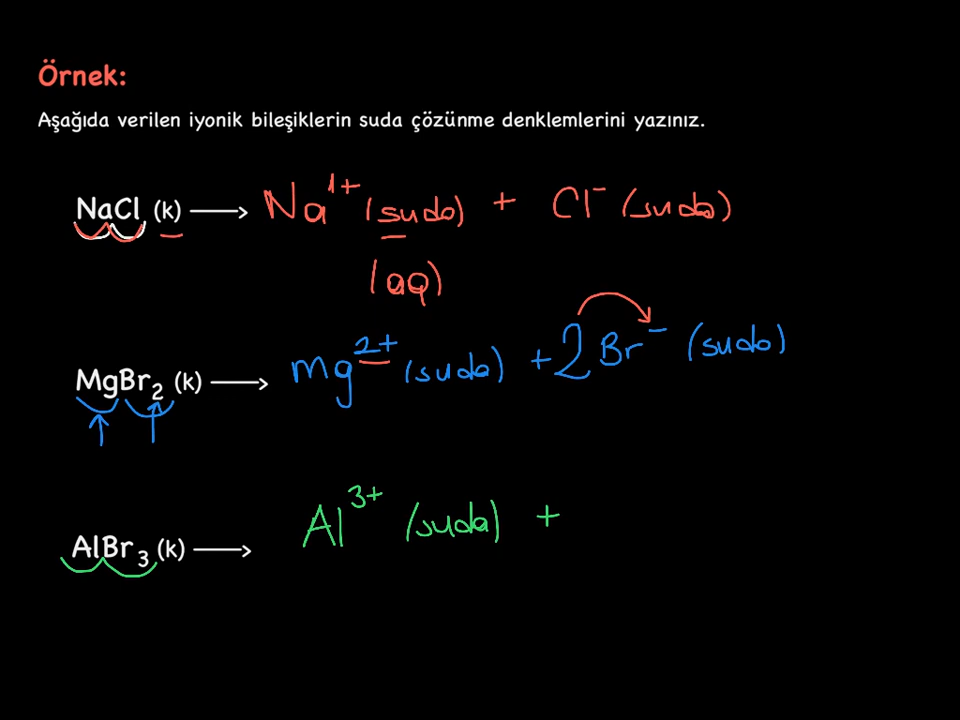 Örnek:
Aşağıda verilen iyonik bileşiklerin suda çözünme denklemlerini yazınız.
NaCl (k) ⟶ Na¹⁺ (suda) + Cl⁻ (suda)
(aq)
MgBr₂ (k) ⟶ Mg²⁺ (suda) + 2Br⁻ (suda)
AlBr₃ (k) ⟶ Al³⁺ (suda) +